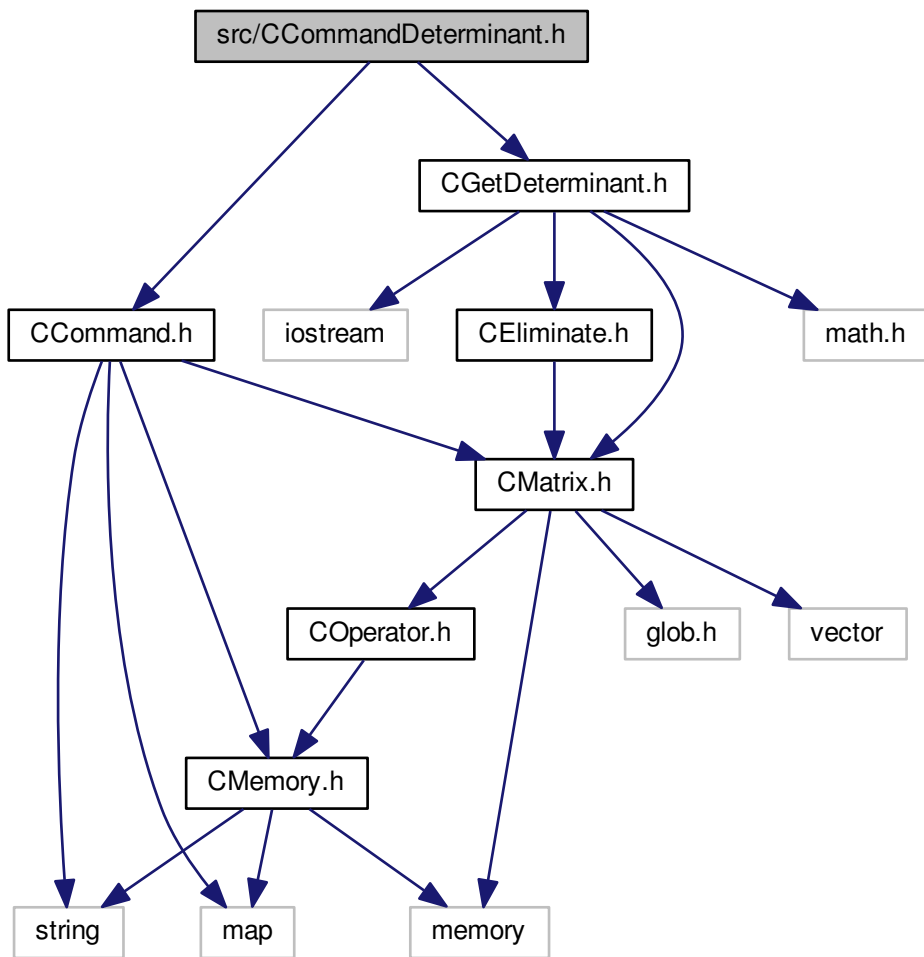 src/CCommandDeterminant.h
CGetDeterminant.h
CCommand.h
iostream
CEliminate.h
math.h
CMatrix.h
COperator.h
glob.h
vector
CMemory.h
string
map
memory